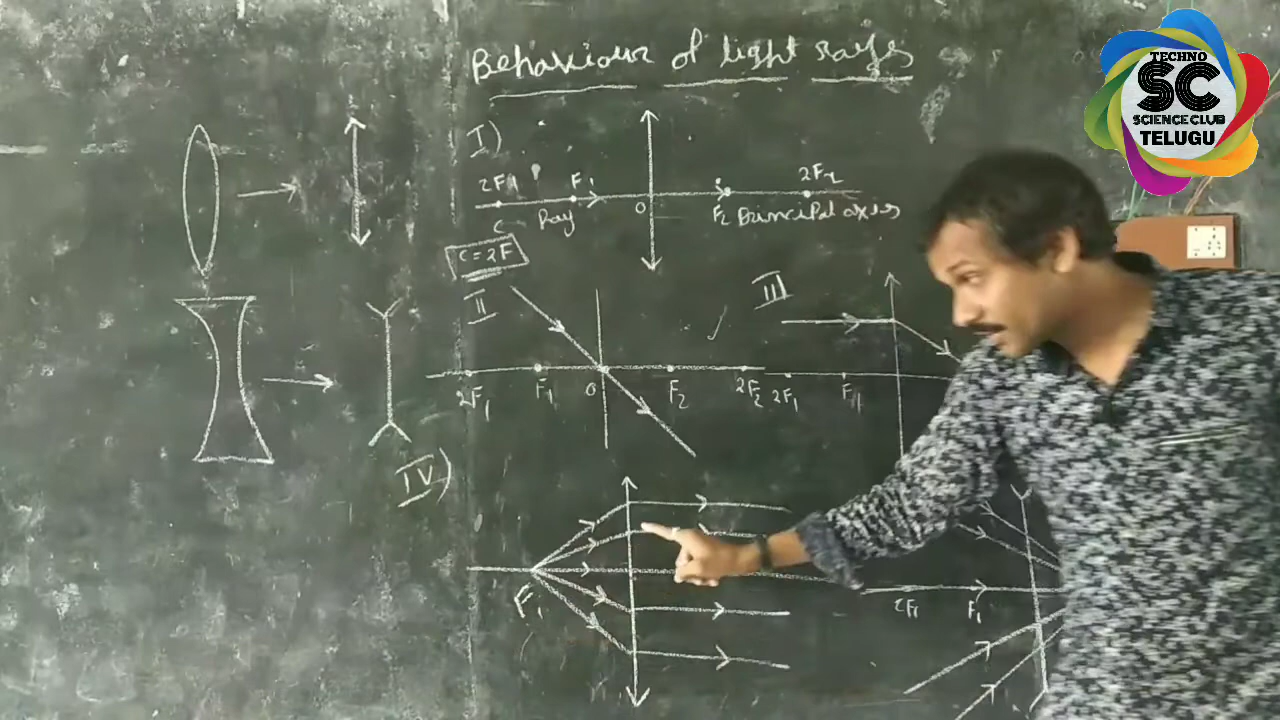 Behaviour of light rays
TECHNO
SC
SCIENCE CLUB
TELUGU
I)
2F1 F1 2F2
C Ray O F2 Principal axis
C = 2F
II
III
2F1 F1 O F2 2F2 2F1 F1
IV)
F1
2F1 F1